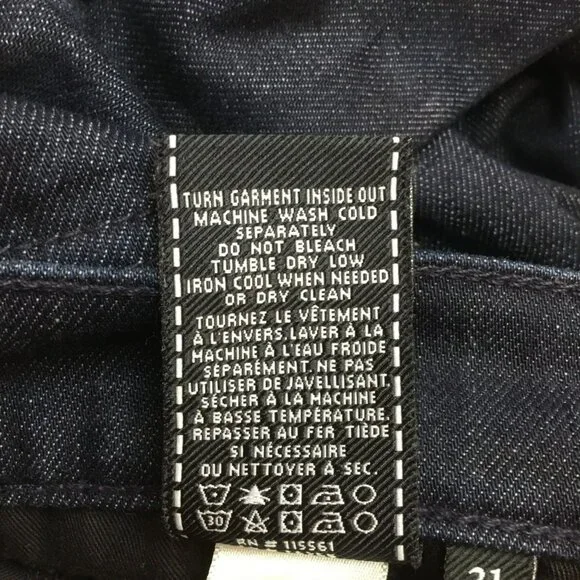 TURN GARMENT INSIDE OUT
MACHINE WASH COLD
SEPARATELY
DO NOT BLEACH
TUMBLE DRY LOW
IRON COOL WHEN NEEDED
OR DRY CLEAN
TOURNEZ LE VÊTEMENT
À L'ENVERS. LAVER À LA
MACHINE À L'EAU FROIDE
SÉPARÉMENT. NE PAS
UTILISER DE JAVELLISANT.
SÉCHER À LA MACHINE
À BASSE TEMPÉRATURE.
REPASSER AU FER TIÈDE
SI NÉCESSAIRE
OU NETTOYER À SEC.
30
RN # 115561
31